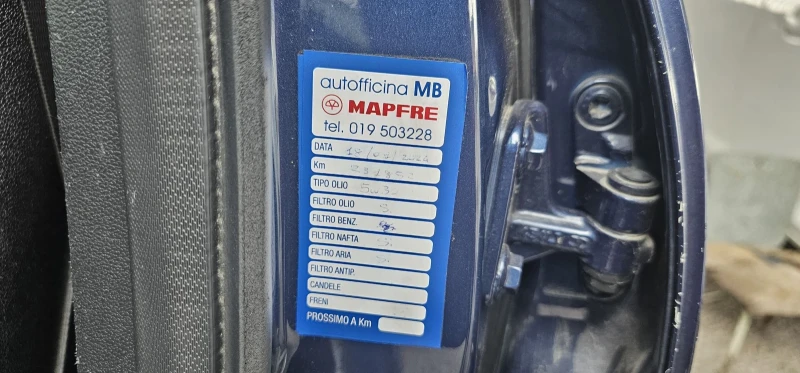 autofficina MB
MAPFRE
tel. 019 503228
DATA
Km
TIPO OLIO 5W30
FILTRO OLIO
FILTRO BENZ.
FILTRO NAFTA S.
FILTRO ARIA S.
FILTRO ANTIP.
CANDELE
FRENI
PROSSIMO A Km